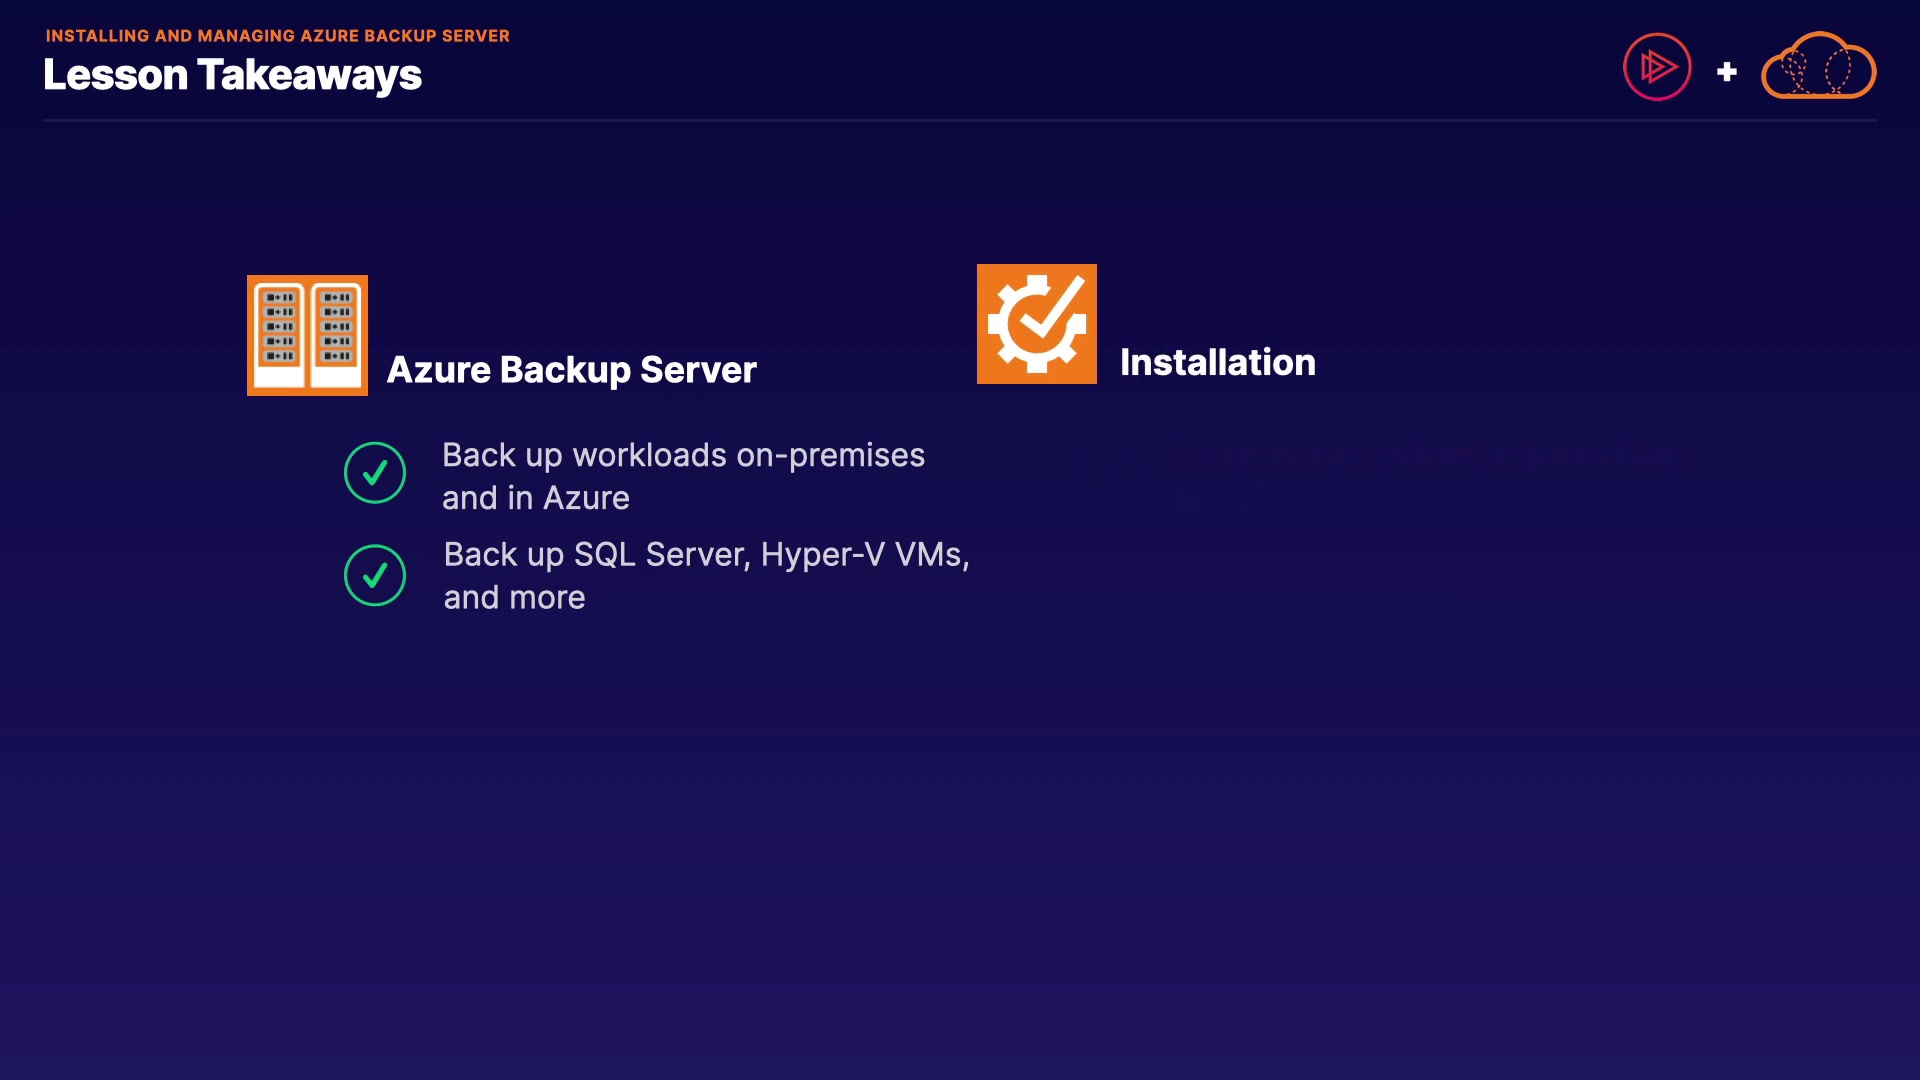 INSTALLING AND MANAGING AZURE BACKUP SERVER
Lesson Takeaways
Azure Backup Server
Back up workloads on-premises
and in Azure
Back up SQL Server, Hyper-V VMs,
and more
Installation